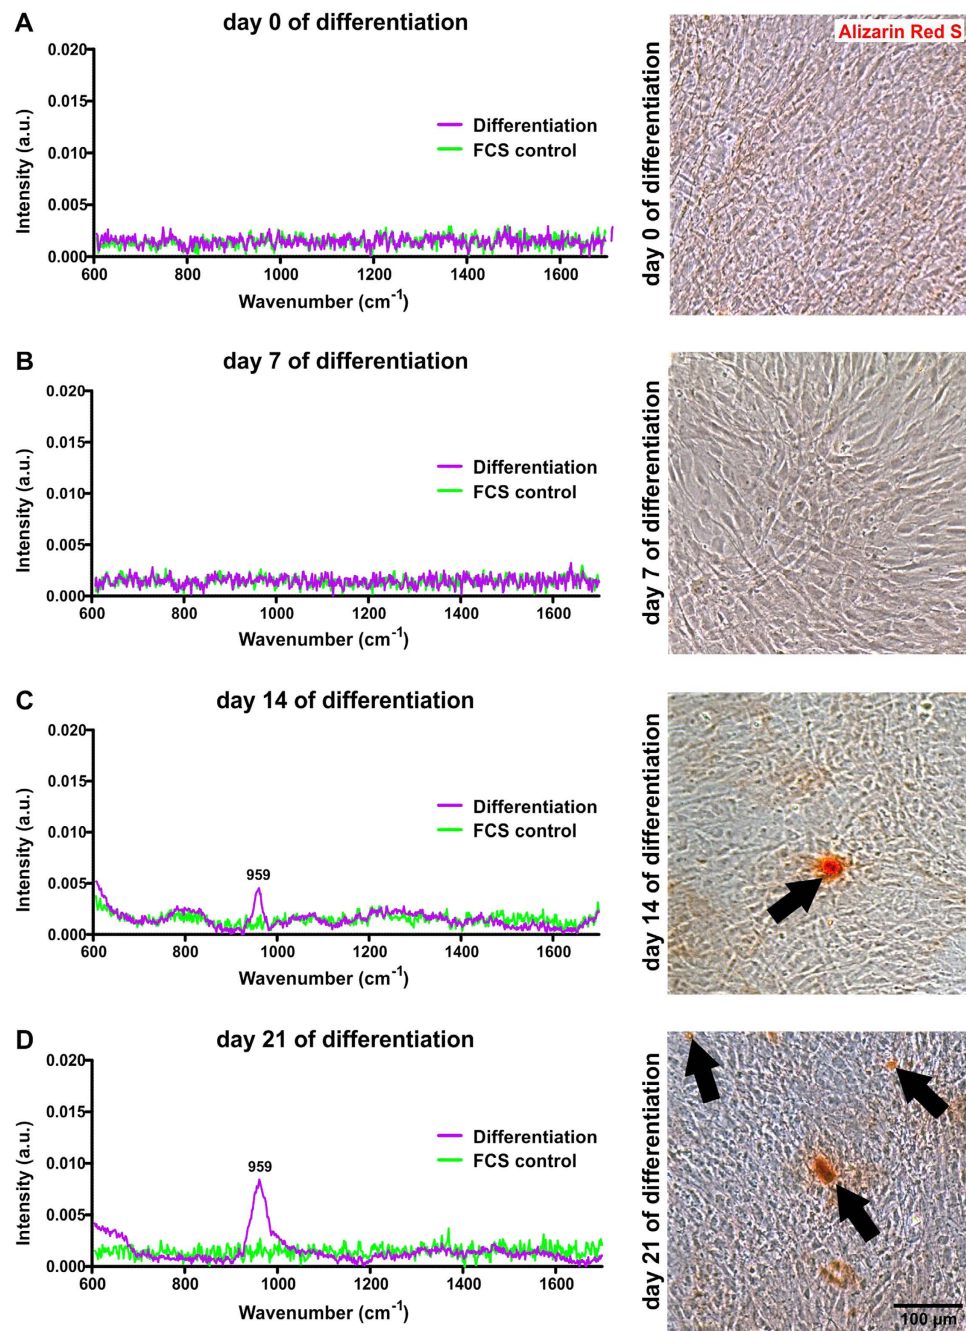 A
day 0 of differentiation
0.020
0.015
0.010
0.005
0.000
Intensity (a.u.)
Differentiation
FCS control
600
800
1000
1200
1400
1600
Wavenumber (cm⁻¹)
day 0 of differentiation
Alizarin Red S
B
day 7 of differentiation
0.020
0.015
0.010
0.005
0.000
Intensity (a.u.)
Differentiation
FCS control
600
800
1000
1200
1400
1600
Wavenumber (cm⁻¹)
day 7 of differentiation
C
day 14 of differentiation
0.020
0.015
0.010
0.005
0.000
Intensity (a.u.)
Differentiation
FCS control
959
600
800
1000
1200
1400
1600
Wavenumber (cm⁻¹)
day 14 of differentiation
D
day 21 of differentiation
0.020
0.015
0.010
0.005
0.000
Intensity (a.u.)
Differentiation
FCS control
959
600
800
1000
1200
1400
1600
Wavenumber (cm⁻¹)
day 21 of differentiation
100 µm